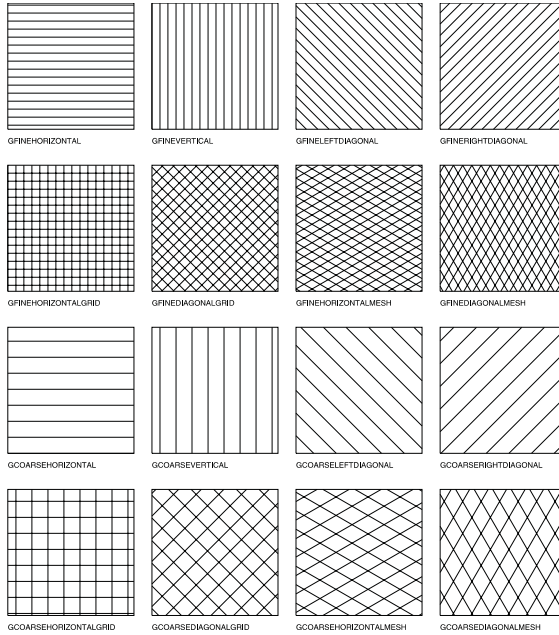 GFINEHORIZONTAL
GFINEVERTICAL
GFINELEFTDIAGONAL
GFINERIGHTDIAGONAL
GFINEHORIZONTALGRID
GFINEDIAGONALGRID
GFINEHORIZONTALMESH
GFINEDIAGONALMESH
GCOARSEHORIZONTAL
GCOARSEVERTICAL
GCOARSELEFTDIAGONAL
GCOARSERIGHTDIAGONAL
GCOARSEHORIZONTALGRID
GCOARSEDIAGONALGRID
GCOARSEHORIZONTALMESH
GCOARSEDIAGONALMESH